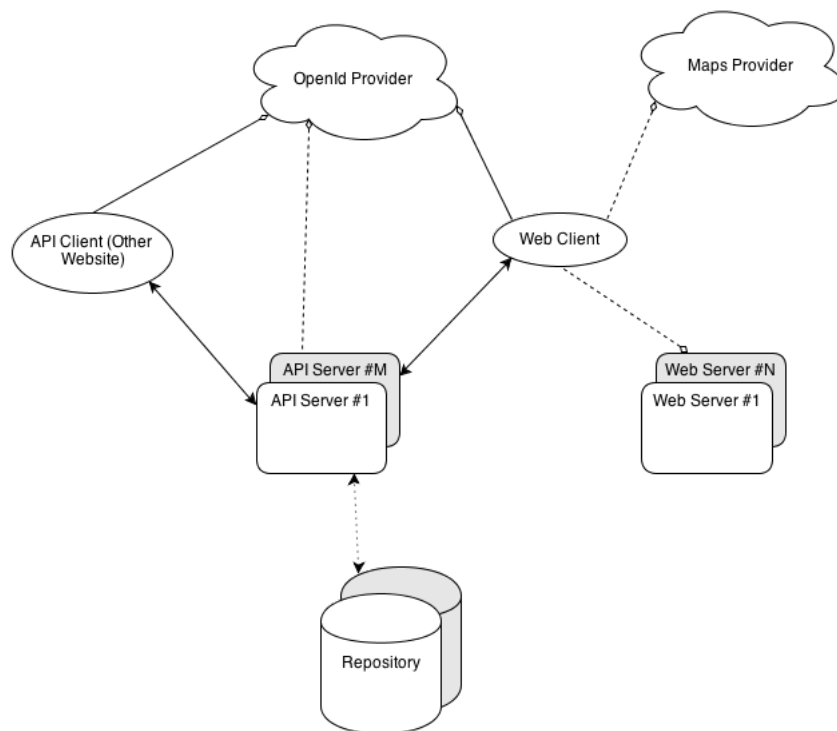 OpenId Provider
Maps Provider
API Client (Other
Website)
Web Client
API Server #M
API Server #1
Web Server #N
Web Server #1
Repository